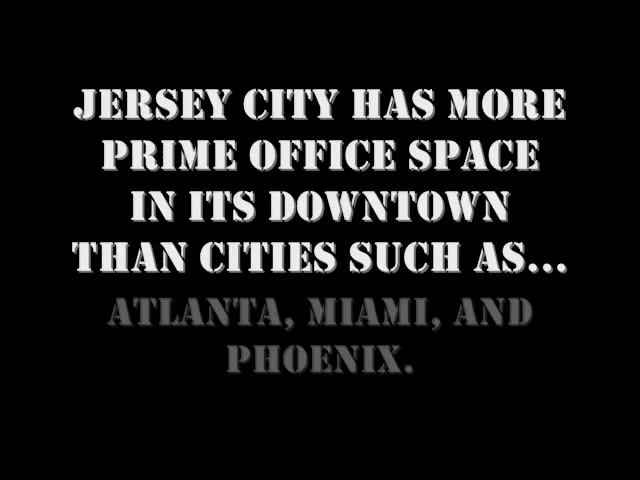 JERSEY CITY HAS MORE
PRIME OFFICE SPACE
IN ITS DOWNTOWN
THAN CITIES SUCH AS...
ATLANTA, MIAMI, AND
PHOENIX.